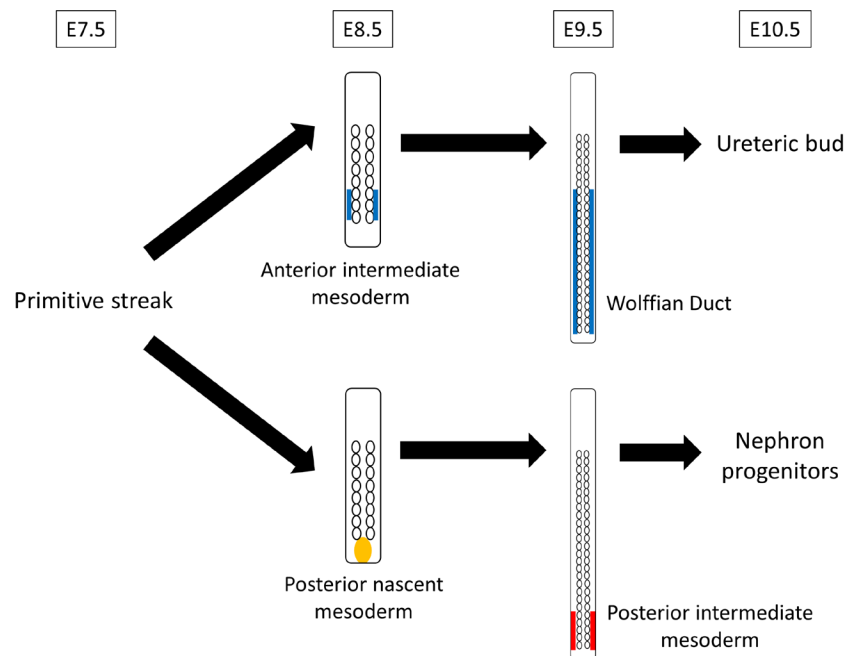 E7.5
E8.5
E9.5
E10.5
Ureteric bud
Anterior intermediate
mesoderm
Primitive streak
Wolffian Duct
Nephron
progenitors
Posterior nascent
mesoderm
Posterior intermediate
mesoderm